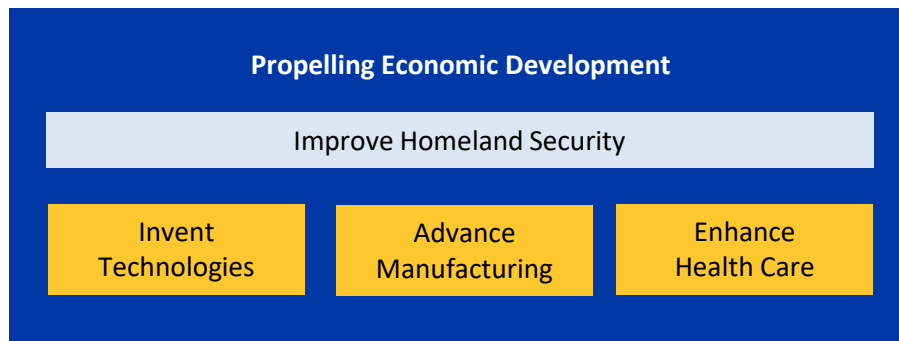 Propelling Economic Development
Improve Homeland Security
Invent
Technologies
Advance
Manufacturing
Enhance
Health Care